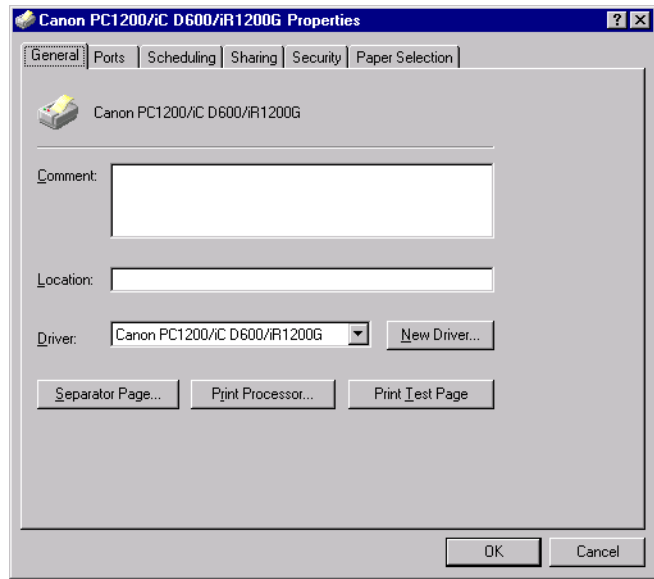 Canon PC1200/iC D600/iR1200G Properties
General Ports Scheduling Sharing Security Paper Selection
Canon PC1200/iC D600/iR1200G
Comment:
Location:
Driver: Canon PC1200/iC D600/iR1200G New Driver...
Separator Page... Print Processor... Print Test Page
OK Cancel